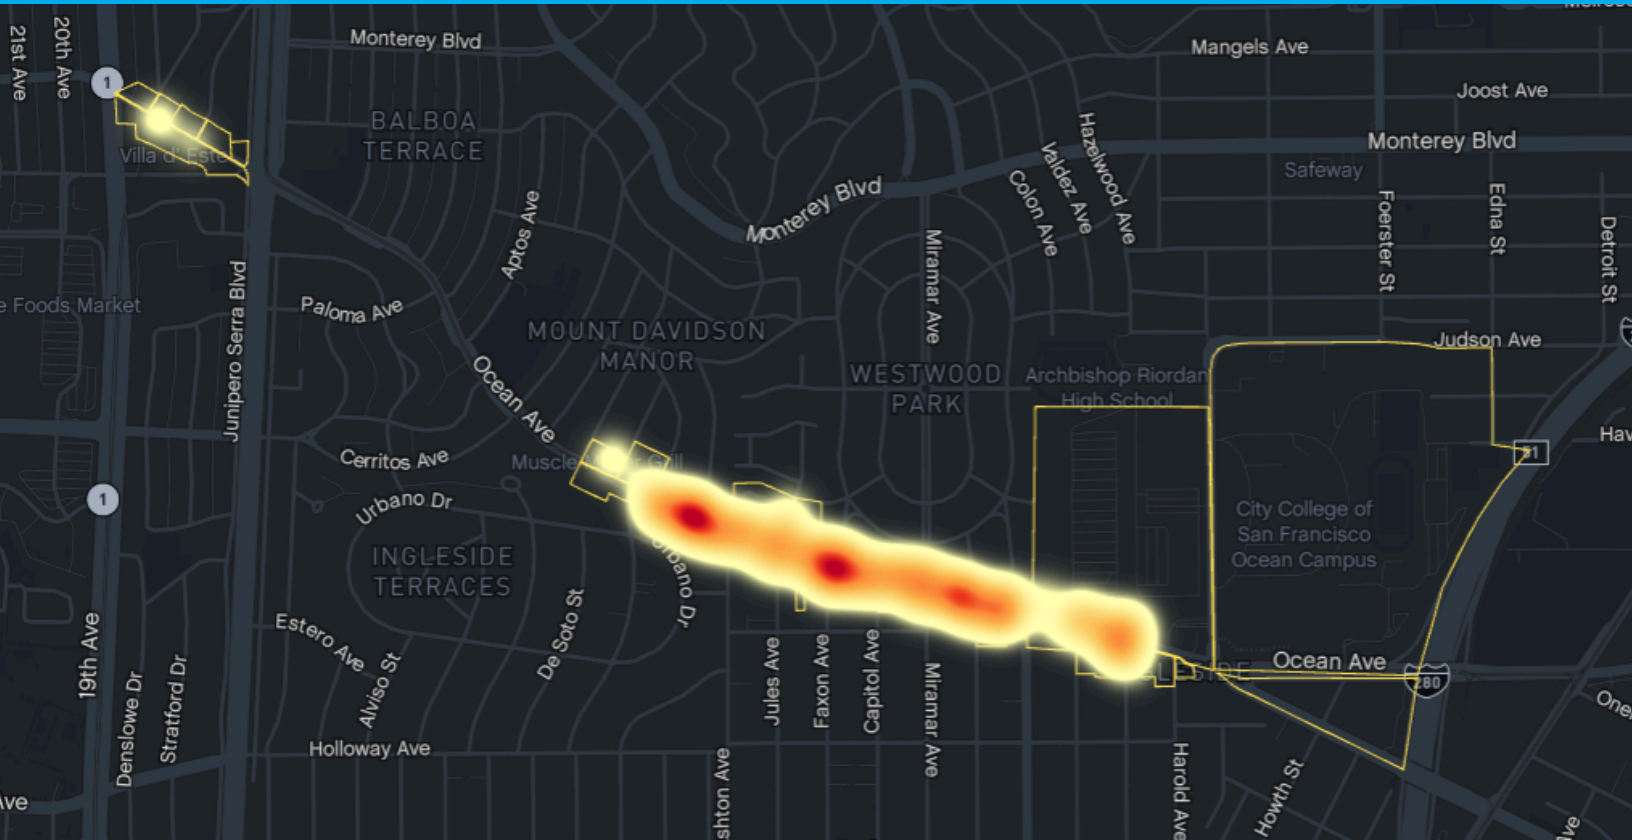 21st Ave
20th Ave
1
Monterey Blvd
Mangels Ave
Joost Ave
BALBOA
TERRACE
Villa d' Este
Monterey Blvd
Safeway
Hazelwood Ave
Valdez Ave
Colon Ave
Monterey Blvd
Foerster St
Edna St
Detroit St
Aptos Ave
Miramar Ave
Junipero Serra Blvd
e Foods Market
Paloma Ave
MOUNT DAVIDSON
MANOR
Judson Ave
WESTWOOD
PARK
Archbishop Riordan
High School
Ocean Ave
Cerritos Ave
Muscle
Grill
51
Hav
1
Urbano Dr
City College of
San Francisco
Ocean Campus
INGLESIDE
TERRACES
Urbano Dr
Estero Ave
De Soto St
19th Ave
Denslowe Dr
Stratford Dr
Alviso St
Jules Ave
Faxon Ave
Capitol Ave
Miramar Ave
LESIDE
Ocean Ave
280
One
Holloway Ave
shton Ave
Harold Ave
Howth St
Ave
ve